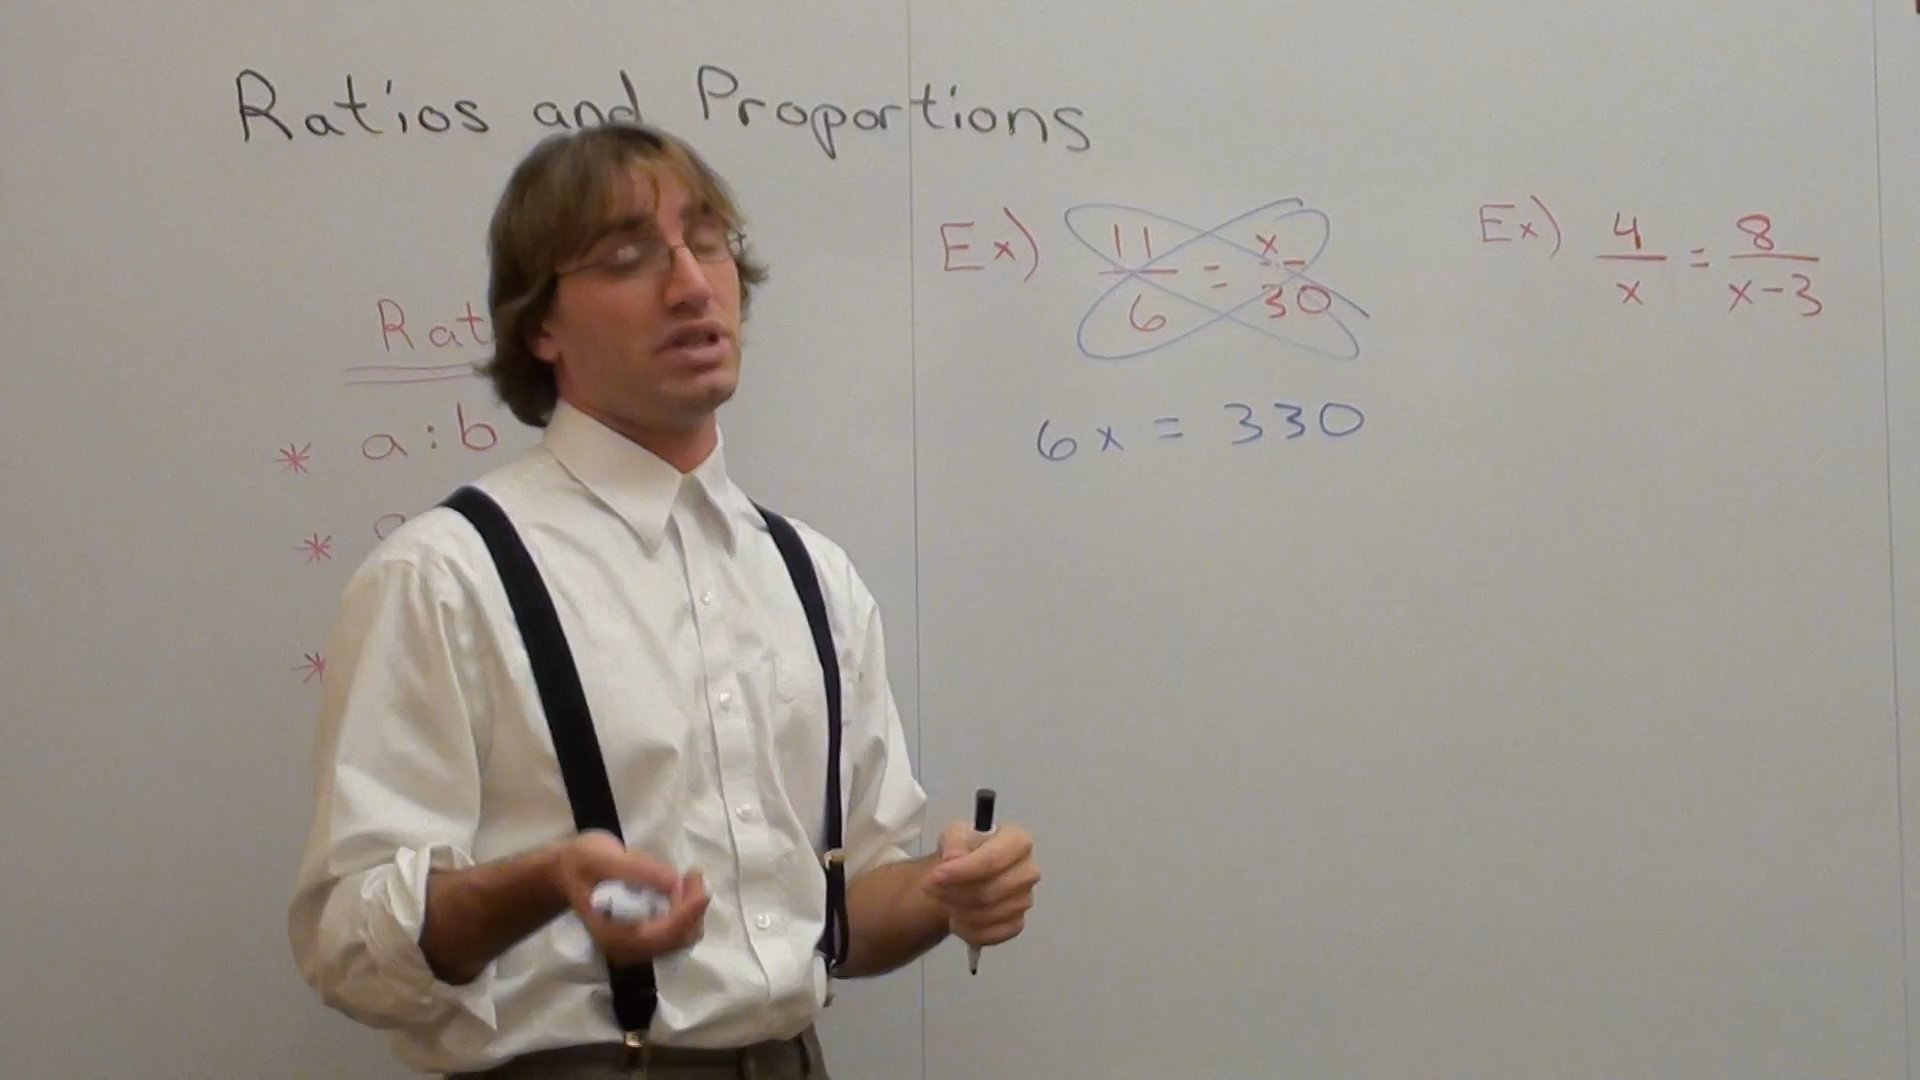 Ratios and Proportions
Rat
* a:b
*
*
Ex) 11/6 = x/30
6x = 330
Ex) 4/x = 8/(x-3)